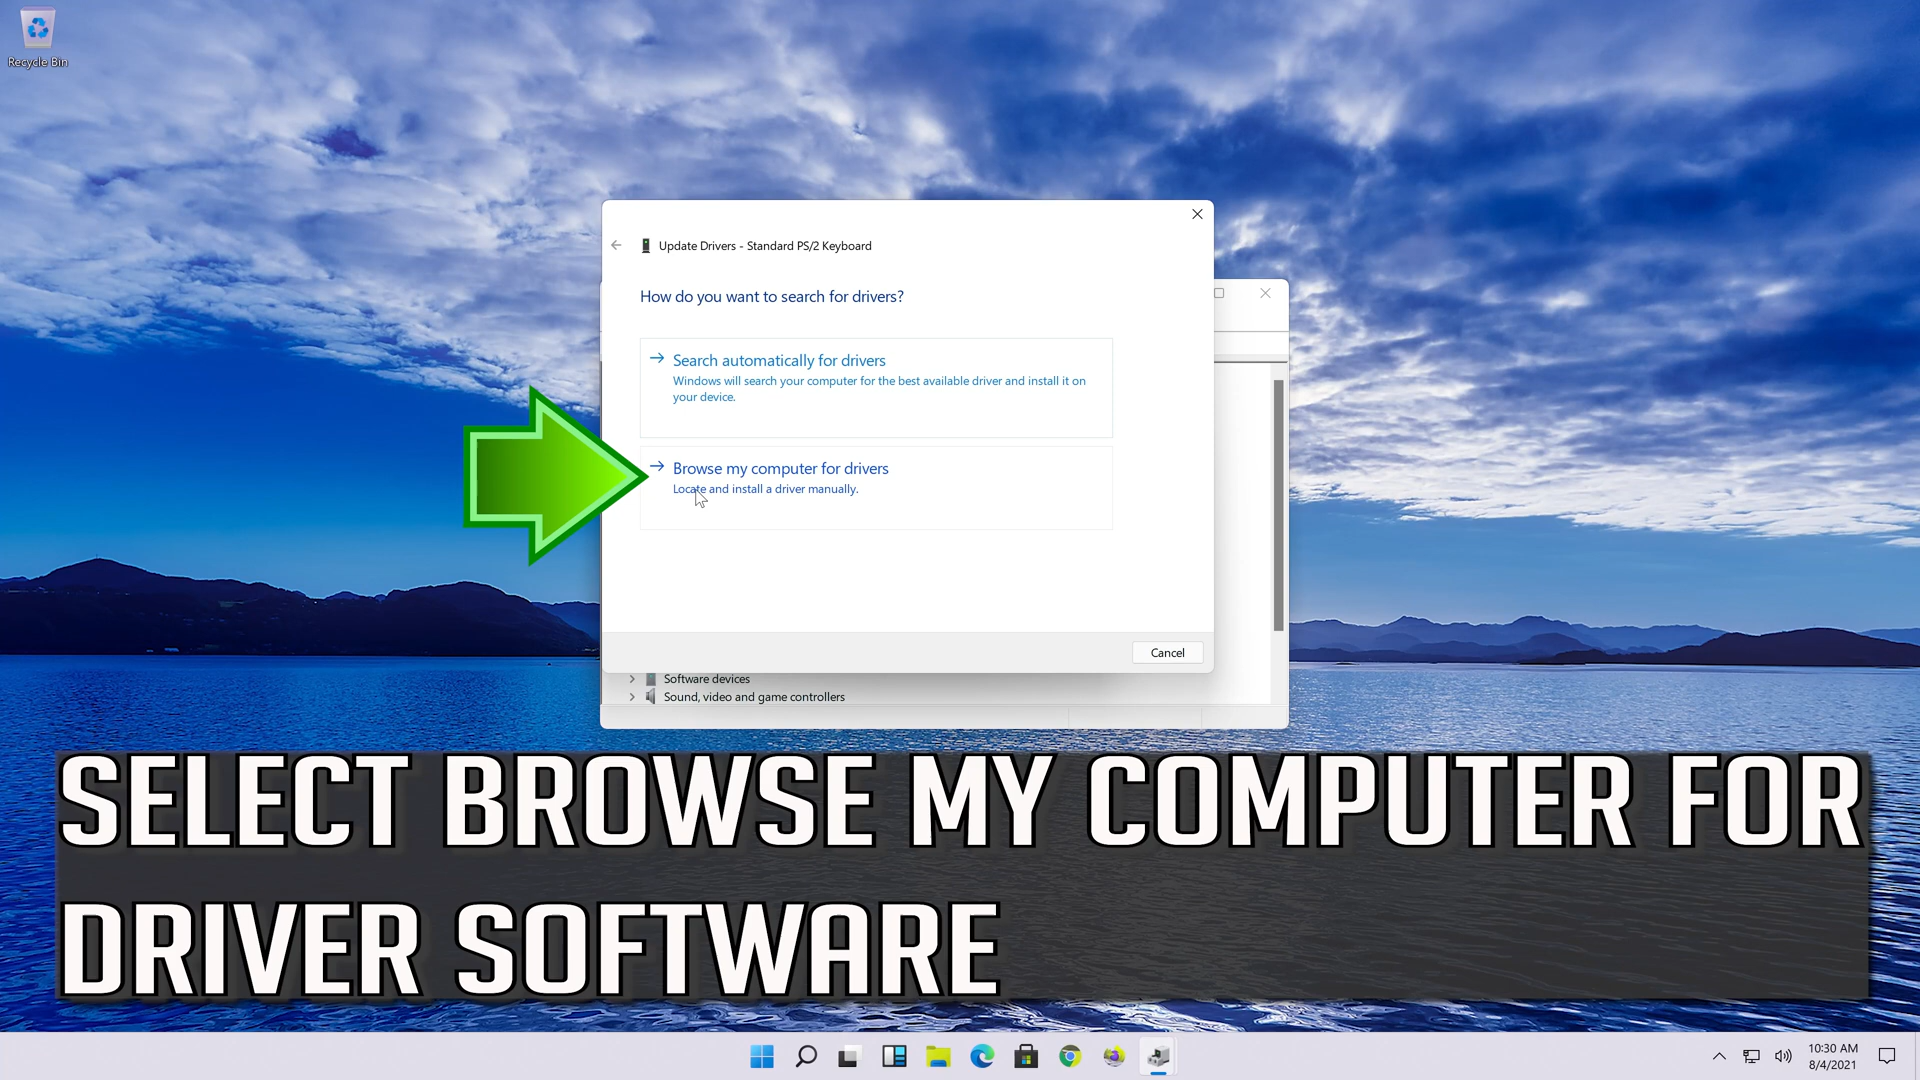 Recycle Bin
Update Drivers - Standard PS/2 Keyboard
How do you want to search for drivers?
Search automatically for drivers
Windows will search your computer for the best available driver and install it on
your device.
Browse my computer for drivers
Locate and install a driver manually.
Cancel
Software devices
Sound, video and game controllers
SELECT BROWSE MY COMPUTER FOR
DRIVER SOFTWARE
10:30 AM
8/4/2021